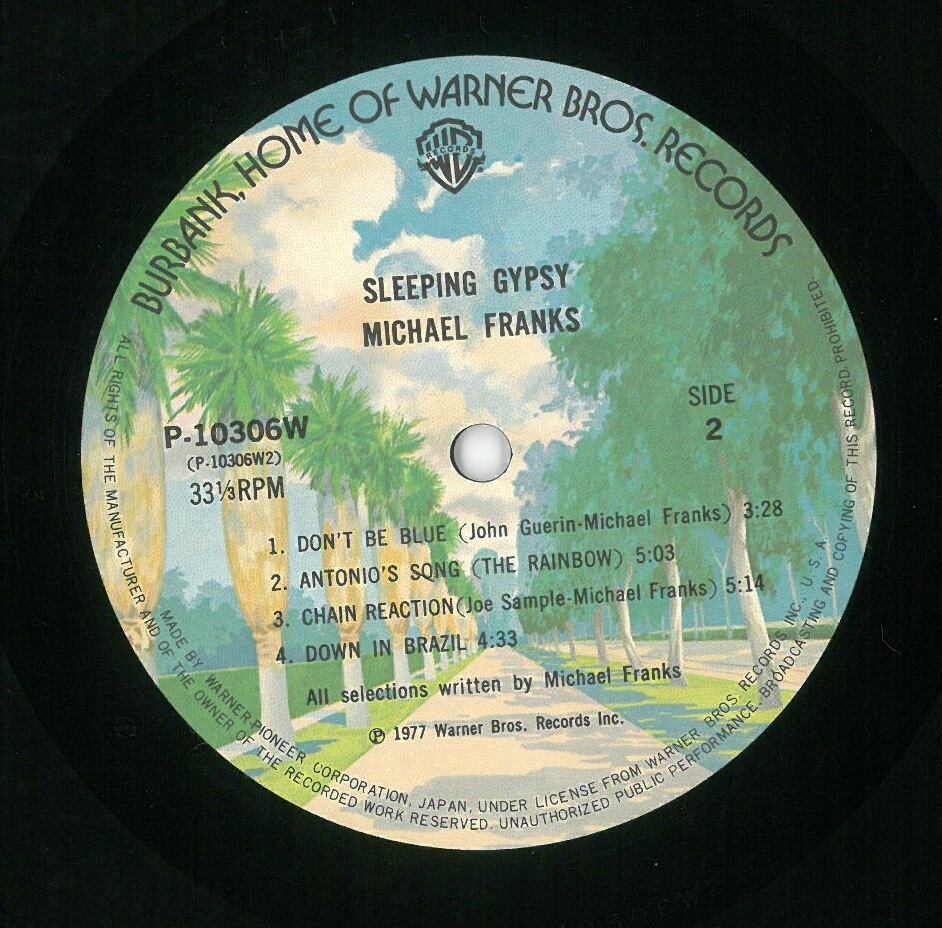 BURBANK, HOME OF WARNER BROS. RECORDS
WB
RECORDS
SLEEPING GYPSY
MICHAEL FRANKS
SIDE
2
P-10306W
(P-10306W2)
33⅓RPM
1. DON'T BE BLUE (John Guerin-Michael Franks) 3:28
2. ANTONIO'S SONG (THE RAINBOW) 5:03
3. CHAIN REACTION(Joe Sample-Michael Franks) 5:14
4. DOWN IN BRAZIL 4:33
All selections written by Michael Franks
℗ 1977 Warner Bros. Records Inc.
MADE BY WARNER-PIONEER CORPORATION, JAPAN, UNDER LICENSE FROM WARNER BROS. RECORDS INC., U.S.A.
ALL RIGHTS OF THE MANUFACTURER AND OF THE OWNER OF THE RECORDED WORK RESERVED. UNAUTHORIZED PUBLIC PERFORMANCE. BROADCASTING AND COPYING OF THIS RECORD PROHIBITED.